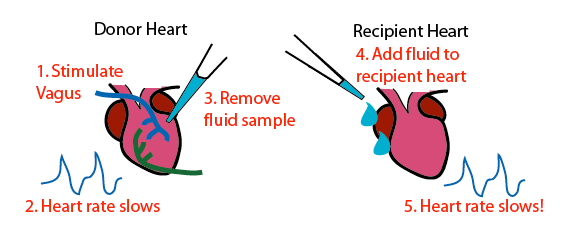 Donor Heart
Recipient Heart
1. Stimulate
Vagus
3. Remove
fluid sample
4. Add fluid to
recipient heart
2. Heart rate slows
5. Heart rate slows!